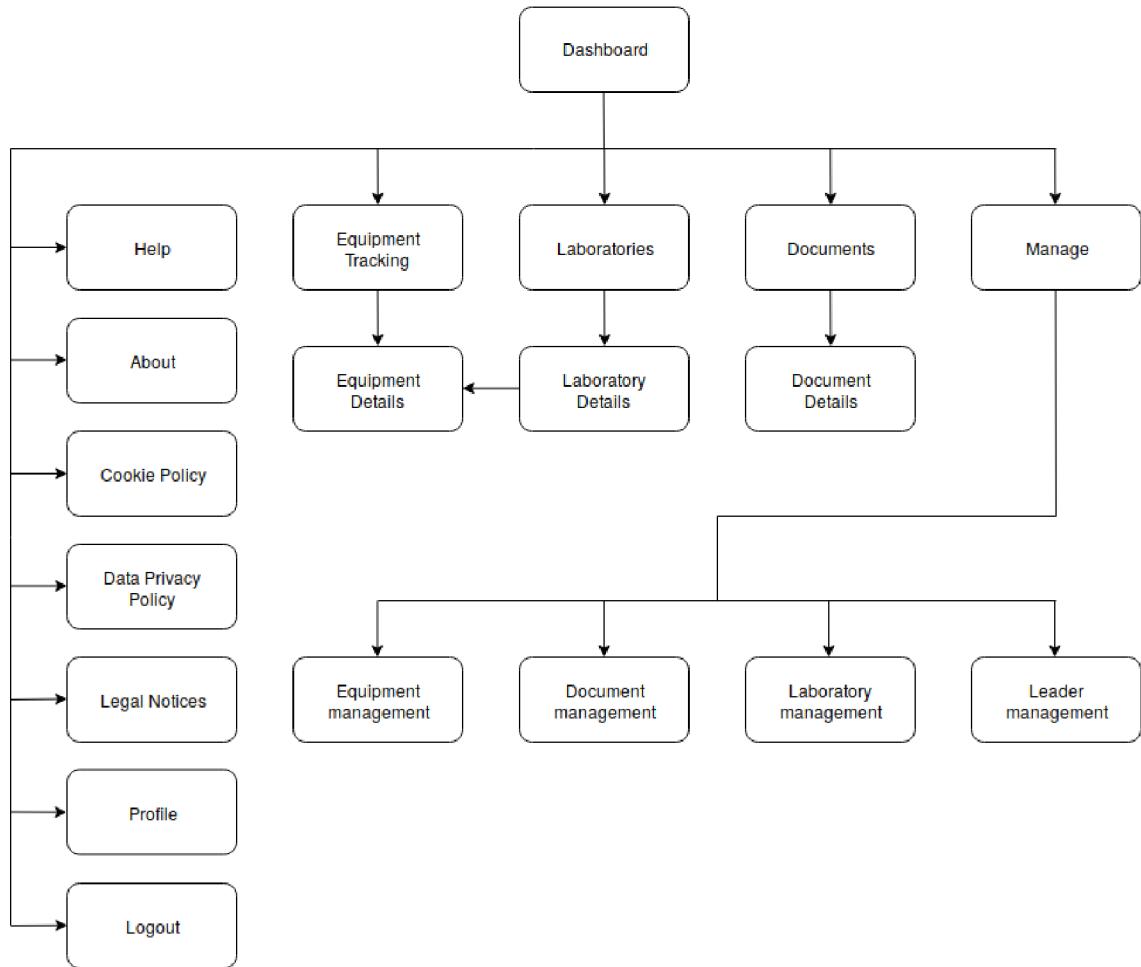 Dashboard
Help
Equipment
Tracking
Laboratories
Documents
Manage
About
Equipment
Details
Laboratory
Details
Document
Details
Cookie Policy
Data Privacy
Policy
Legal Notices
Equipment
management
Document
management
Laboratory
management
Leader
management
Profile
Logout